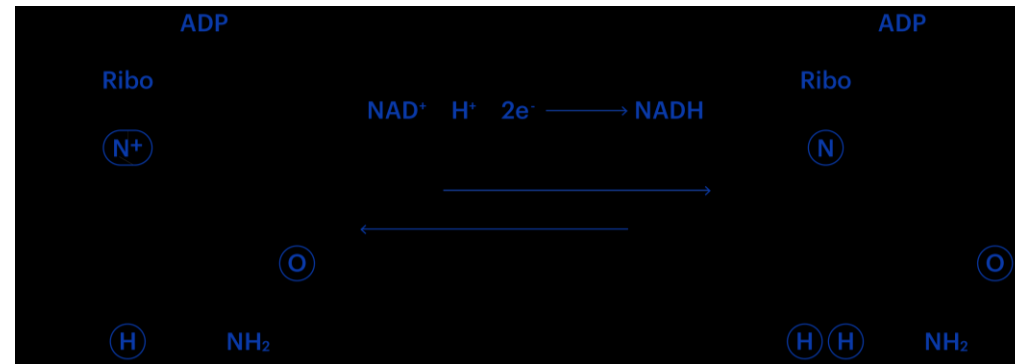 ADP ADP
Ribo Ribo
NAD⁺ H⁺ 2e⁻ NADH
N⁺ N
O O
H NH₂ H H NH₂